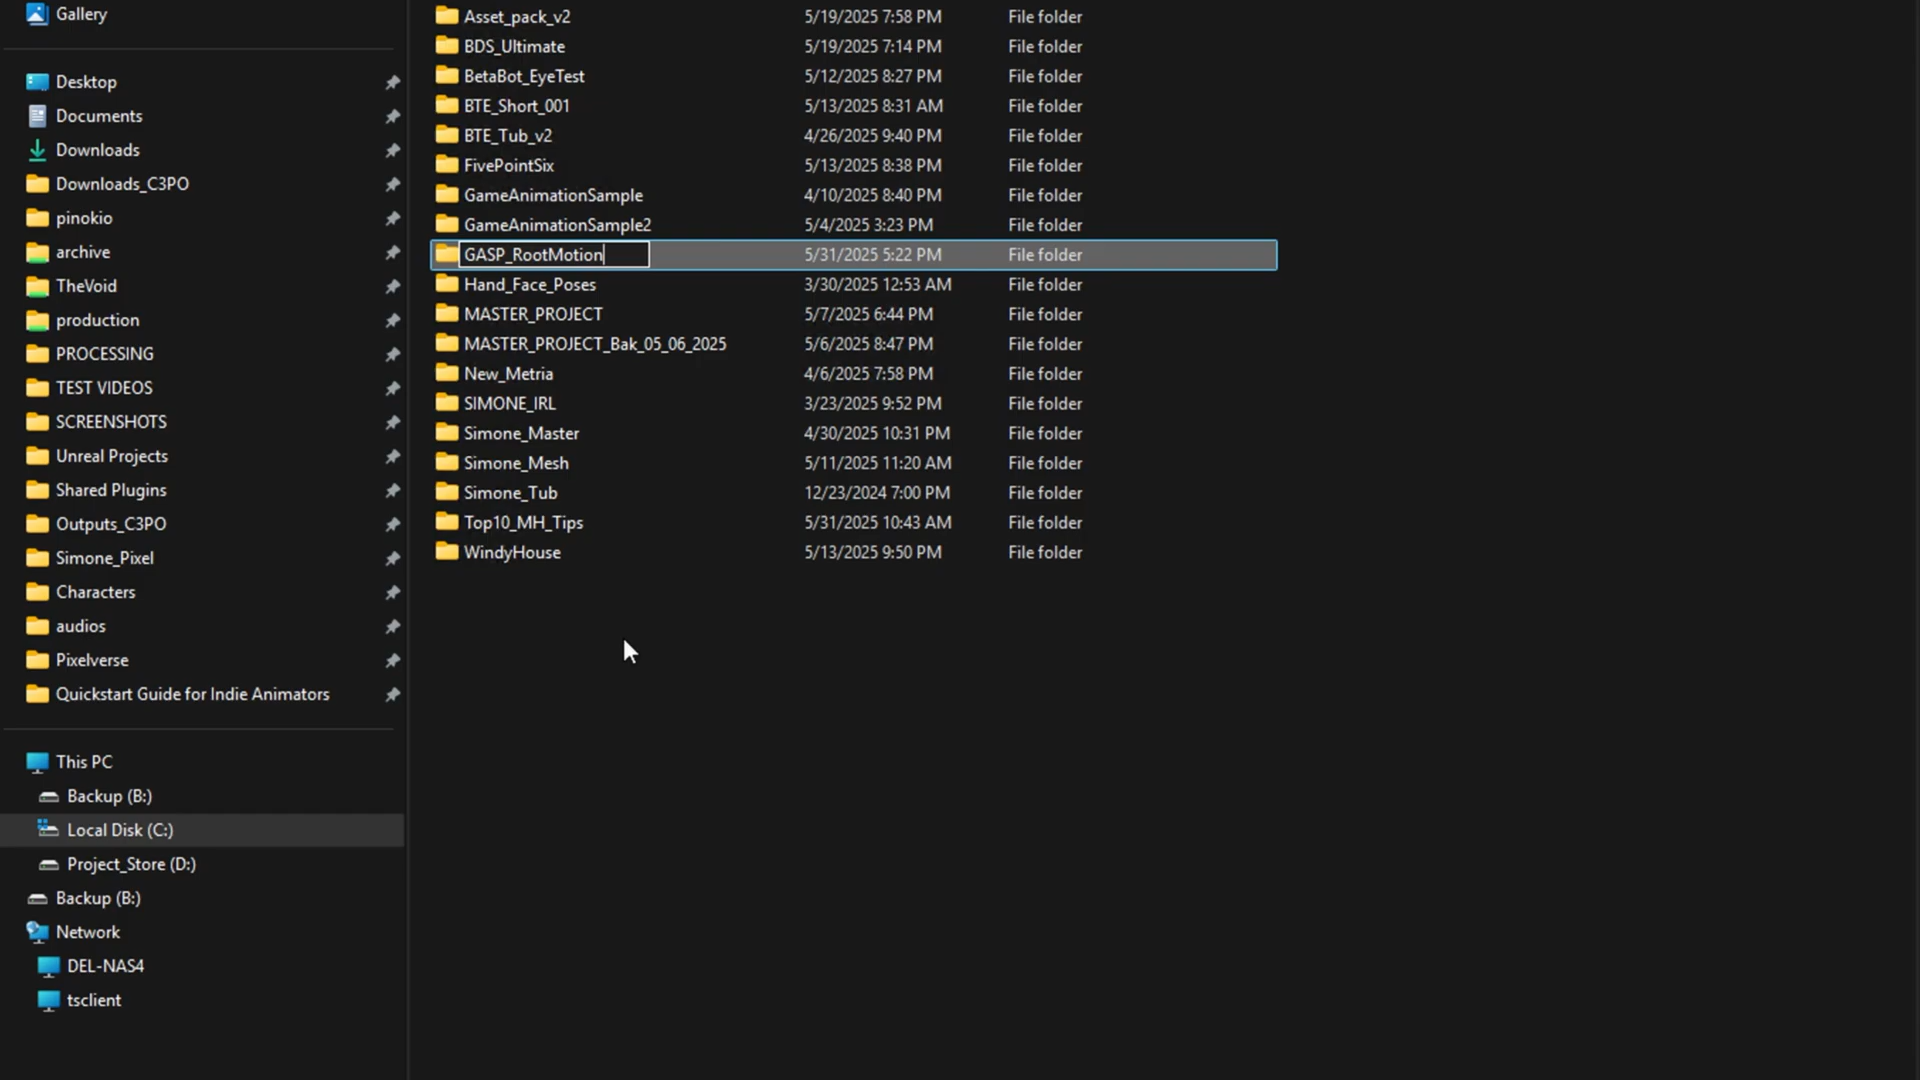 Gallery
Desktop
Documents
Downloads
Downloads_C3PO
pinokio
archive
TheVoid
production
PROCESSING
TEST VIDEOS
SCREENSHOTS
Unreal Projects
Shared Plugins
Outputs_C3PO
Simone_Pixel
Characters
audios
Pixelverse
Quickstart Guide for Indie Animators
This PC
Backup (B:)
Local Disk (C:)
Project_Store (D:)
Backup (B:)
Network
DEL-NAS4
tsclient
Asset_pack_v2 5/19/2025 7:58 PM File folder
BDS_Ultimate 5/19/2025 7:14 PM File folder
BetaBot_EyeTest 5/12/2025 8:27 PM File folder
BTE_Short_001 5/13/2025 8:31 AM File folder
BTE_Tub_v2 4/26/2025 9:40 PM File folder
FivePointSix 5/13/2025 8:38 PM File folder
GameAnimationSample 4/10/2025 8:40 PM File folder
GameAnimationSample2 5/4/2025 3:23 PM File folder
GASP_RootMotion 5/31/2025 5:22 PM File folder
Hand_Face_Poses 3/30/2025 12:53 AM File folder
MASTER_PROJECT 5/7/2025 6:44 PM File folder
MASTER_PROJECT_Bak_05_06_2025 5/6/2025 8:47 PM File folder
New_Metria 4/6/2025 7:58 PM File folder
SIMONE_IRL 3/23/2025 9:52 PM File folder
Simone_Master 4/30/2025 10:31 PM File folder
Simone_Mesh 5/11/2025 11:20 AM File folder
Simone_Tub 12/23/2024 7:00 PM File folder
Top10_MH_Tips 5/31/2025 10:43 AM File folder
WindyHouse 5/13/2025 9:50 PM File folder